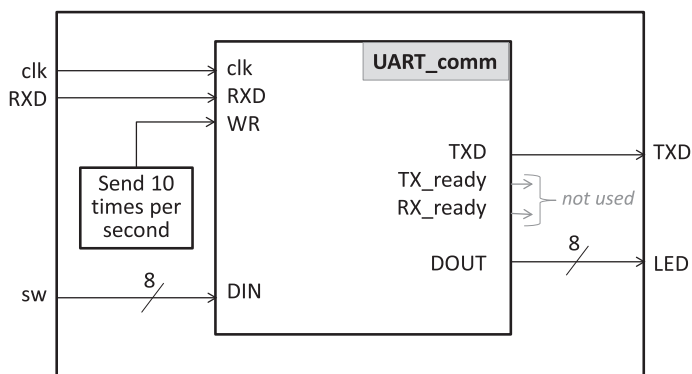 UART_comm
clk
clk
RXD
RXD
WR
TXD
TXD
Send 10
times per
second
TX_ready
RX_ready
not used
DOUT
8
LED
sw
8
DIN